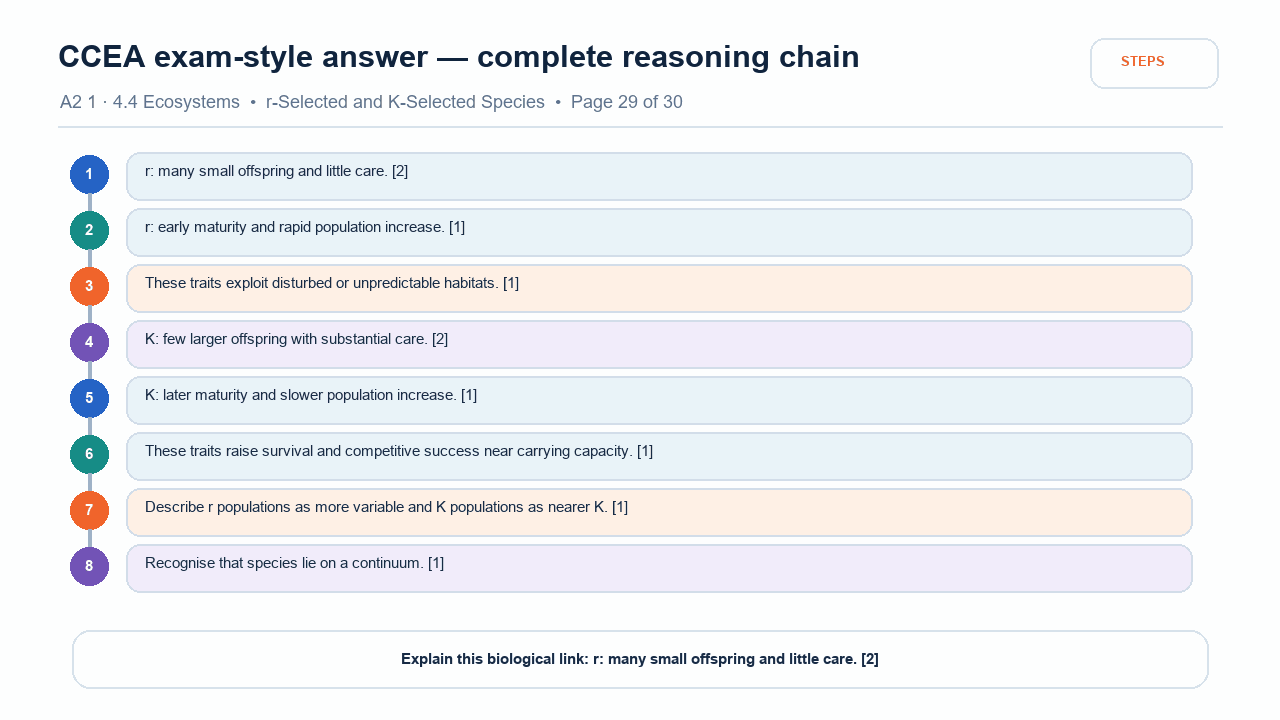 CCEA exam-style answer — complete reasoning chain
STEPS
A2 1 · 4.4 Ecosystems • r-Selected and K-Selected Species • Page 29 of 30
1 r: many small offspring and little care. [2]
2 r: early maturity and rapid population increase. [1]
3 These traits exploit disturbed or unpredictable habitats. [1]
4 K: few larger offspring with substantial care. [2]
5 K: later maturity and slower population increase. [1]
6 These traits raise survival and competitive success near carrying capacity. [1]
7 Describe r populations as more variable and K populations as nearer K. [1]
8 Recognise that species lie on a continuum. [1]
Explain this biological link: r: many small offspring and little care. [2]